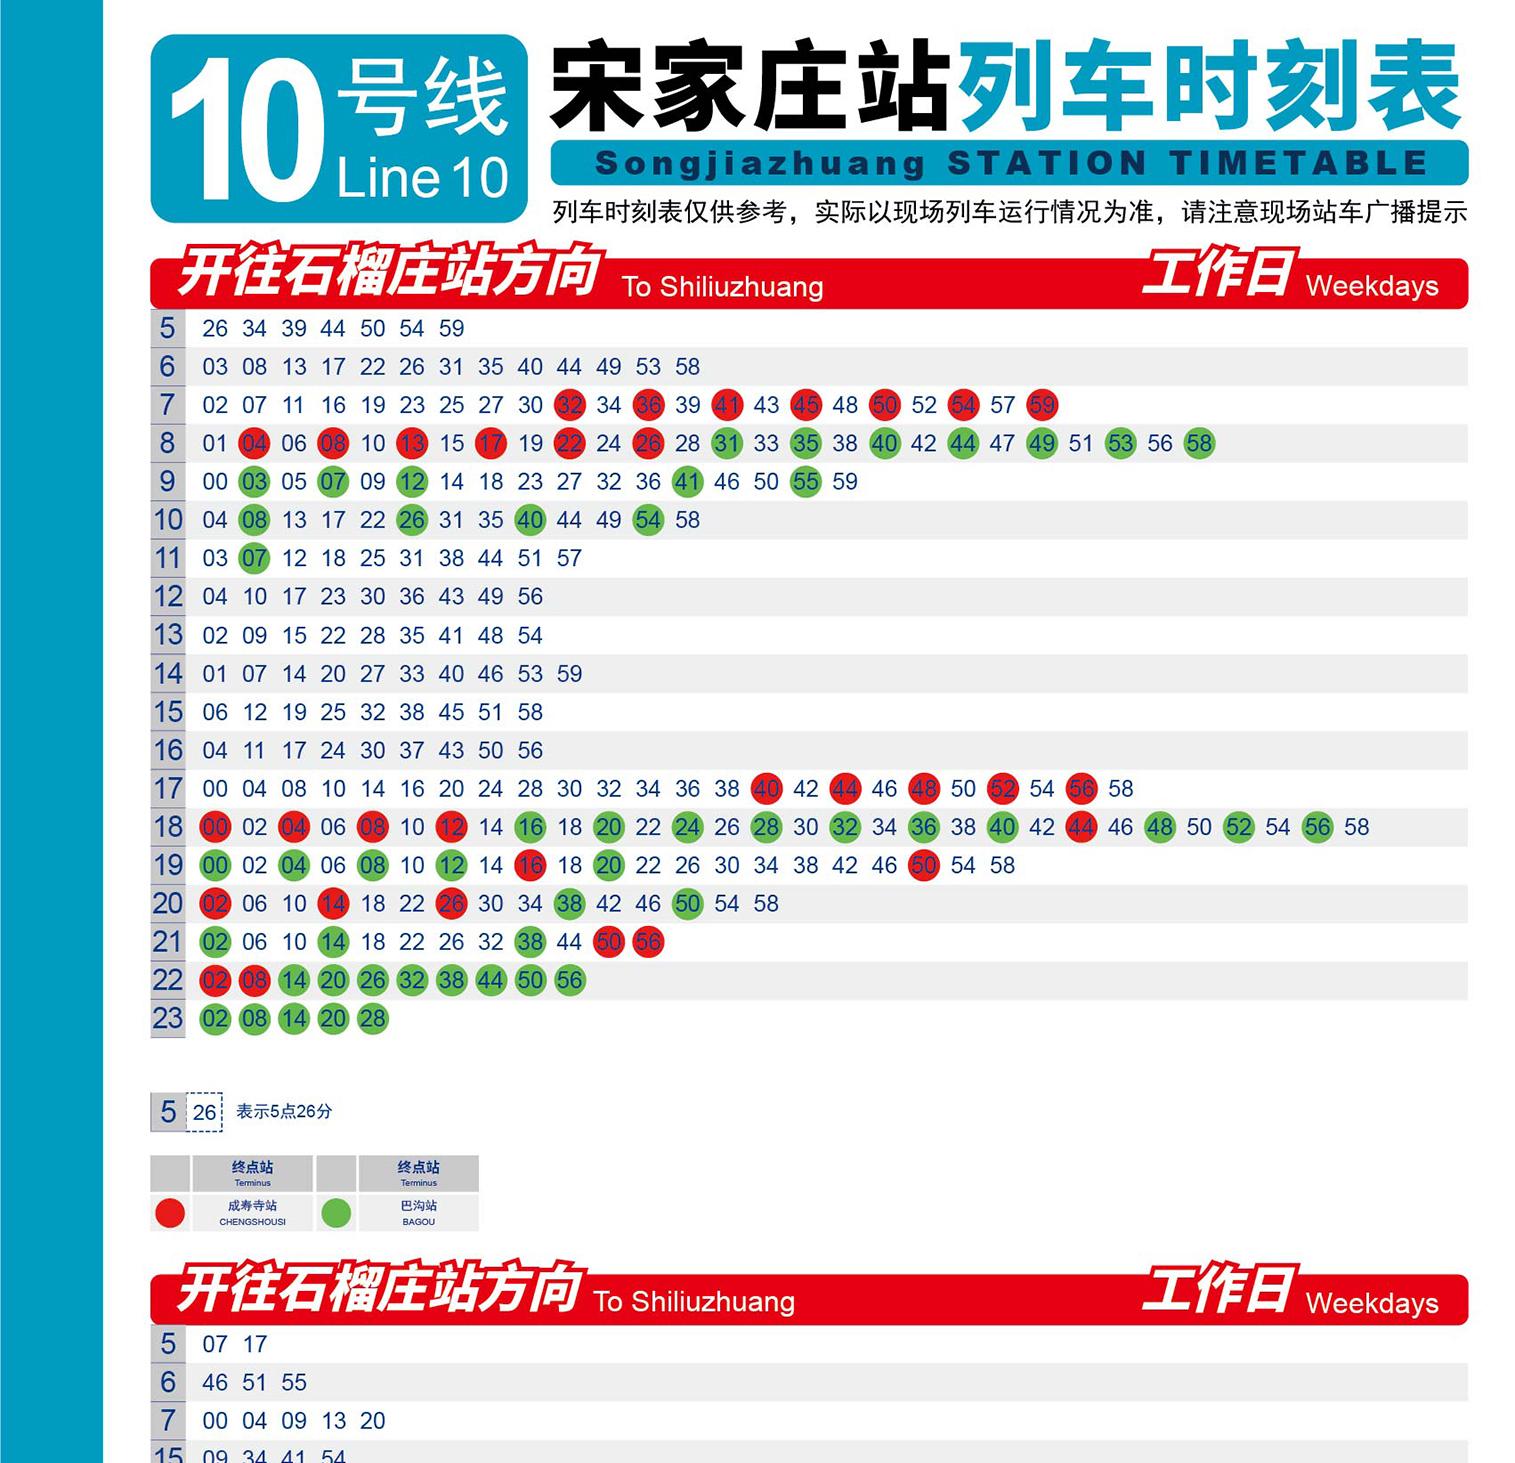 10 号线
Line 10
宋家庄站列车时刻表
Songjiazhuang STATION TIMETABLE
列车时刻表仅供参考，实际以现场列车运行情况为准，请注意现场站车广播提示
开往石榴庄站方向 To Shiliuzhuang 工作日 Weekdays
5 26 34 39 44 50 54 59
6 03 08 13 17 22 26 31 35 40 44 49 53 58
7 02 07 11 16 19 23 25 27 30 32 34 36 39 41 43 45 48 50 52 54 57 59
8 01 04 06 08 10 13 15 17 19 22 24 26 28 31 33 35 38 40 42 44 47 49 51 53 56 58
9 00 03 05 07 09 12 14 18 23 27 32 36 41 46 50 55 59
10 04 08 13 17 22 26 31 35 40 44 49 54 58
11 03 07 12 18 25 31 38 44 51 57
12 04 10 17 23 30 36 43 49 56
13 02 09 15 22 28 35 41 48 54
14 01 07 14 20 27 33 40 46 53 59
15 06 12 19 25 32 38 45 51 58
16 04 11 17 24 30 37 43 50 56
17 00 04 08 10 14 16 20 24 28 30 32 34 36 38 40 42 44 46 48 50 52 54 56 58
18 00 02 04 06 08 10 12 14 16 18 20 22 24 26 28 30 32 34 36 38 40 42 44 46 48 50 52 54 56 58
19 00 02 04 06 08 10 12 14 16 18 20 22 26 30 34 38 42 46 50 54 58
20 02 06 10 14 18 22 26 30 34 38 42 46 50 54 58
21 02 06 10 14 18 22 26 32 38 44 50 56
22 02 08 14 20 26 32 38 44 50 56
23 02 08 14 20 28
5 26 表示5点26分
终点站 终点站
Terminus Terminus
成寿寺站 巴沟站
CHENGSHOUSI BAGOU
开往石榴庄站方向 To Shiliuzhuang 工作日 Weekdays
5 07 17
6 46 51 55
7 00 04 09 13 20
15 09 34 41 54